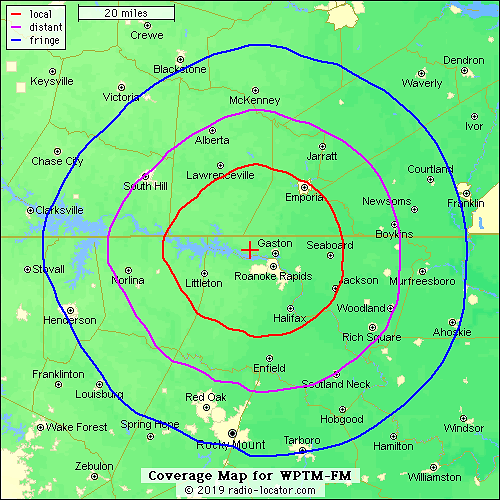 local
distant
fringe
20 miles
Crewe
Blackstone
Dendron
Keysville
Waverly
Victoria
McKenney
Ivor
Alberta
Jarratt
Chase City
Lawrenceville
Courtland
South Hill
Emporia
Franklin
Newsoms
Clarksville
Boykins
Gaston
Seaboard
Stovall
Norlina
Roanoke Rapids
Murfreesboro
Littleton
Jackson
Henderson
Halifax
Woodland
Ahoskie
Rich Square
Enfield
Franklinton
Louisburg
Scotland Neck
Red Oak
Hobgood
Wake Forest
Spring Hope
Windsor
Rocky Mount
Tarboro
Hamilton
Zebulon
Williamston
Coverage Map for WPTM-FM
© 2019 radio-locator.com